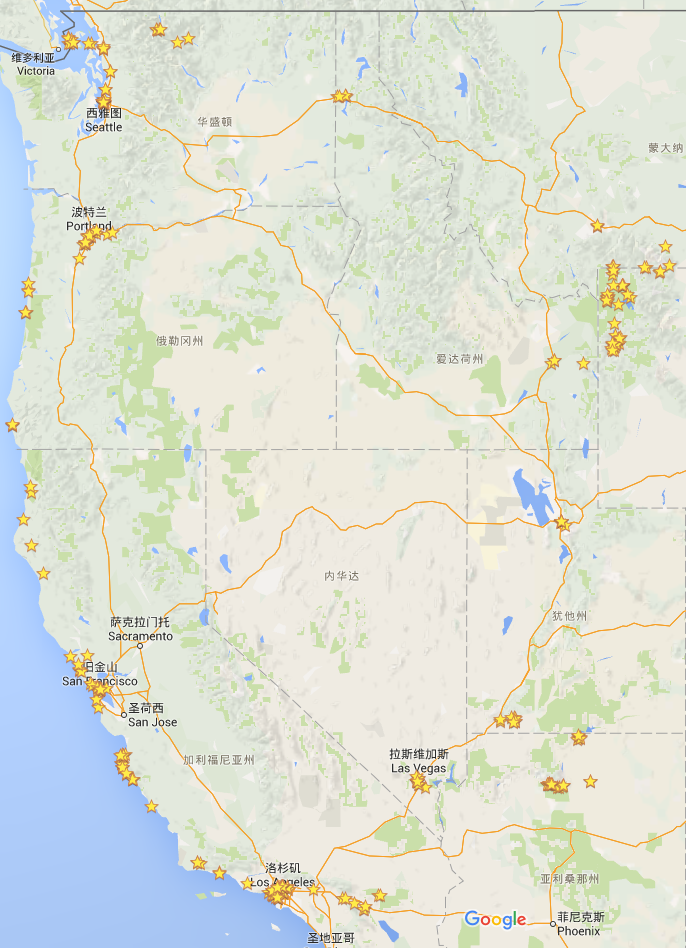 维多利亚
Victoria
西雅图
Seattle
华盛顿
蒙大纳
波特兰
Portland
俄勒冈州
爱达荷州
内华达
萨克拉门托
Sacramento
犹他州
旧金山
San Francisco
圣荷西
San Jose
加利福尼亚州
拉斯维加斯
Las Vegas
洛杉矶
Los Angeles
亚利桑那州
Google
菲尼克斯
Phoenix
圣地亚哥